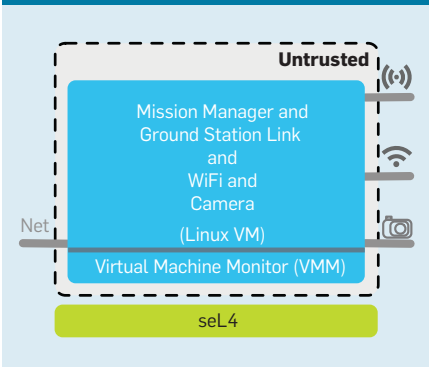 Untrusted
Mission Manager and
Ground Station Link
and
WiFi and
Camera
(Linux VM)
Net
Virtual Machine Monitor (VMM)
seL4